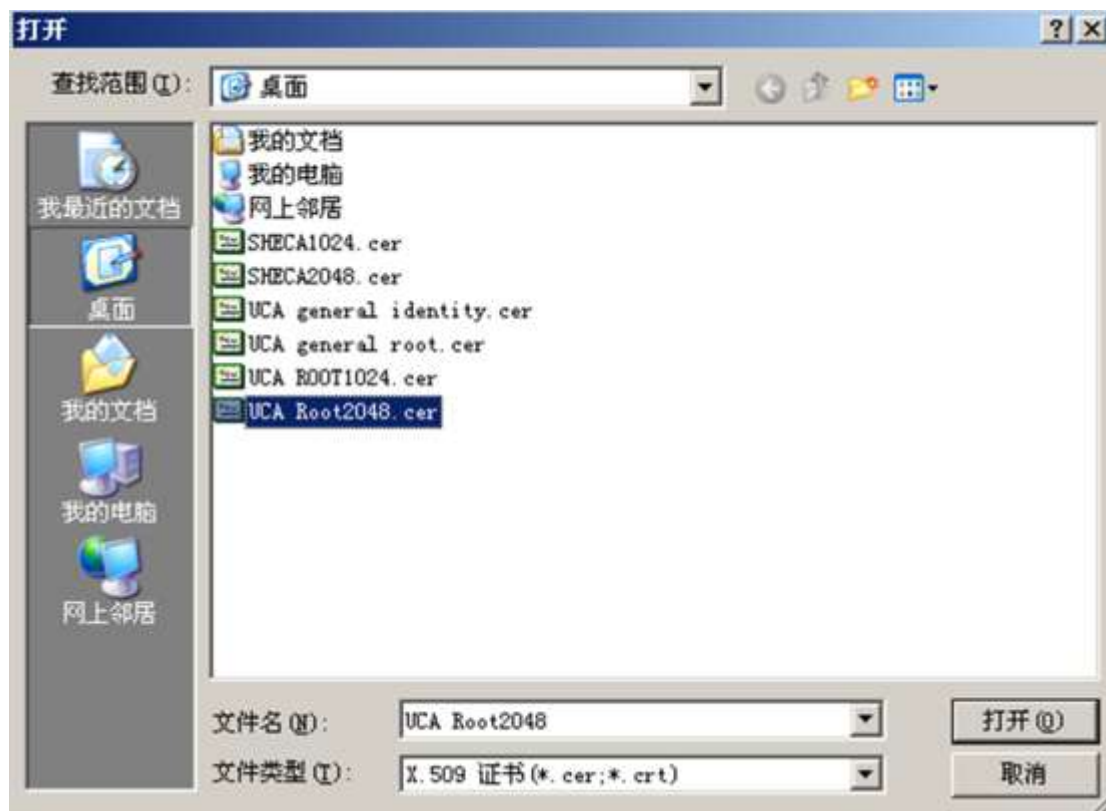 打开
查找范围(I): 桌面
我最近的文档
桌面
我的文档
我的电脑
网上邻居
我的文档
我的电脑
网上邻居
SHECA1024.cer
SHECA2048.cer
UCA general identity.cer
UCA general root.cer
UCA ROOT1024.cer
UCA Root2048.cer
文件名(N): UCA Root2048 打开(O)
文件类型(T): X.509 证书(*.cer;*.crt) 取消